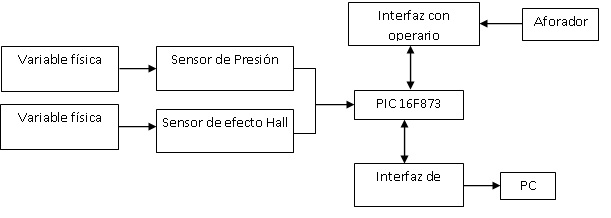 Interfaz con
operario
Aforador
Variable física
Sensor de Presión
PIC 16F873
Variable física
Sensor de efecto Hall
Interfaz de
PC